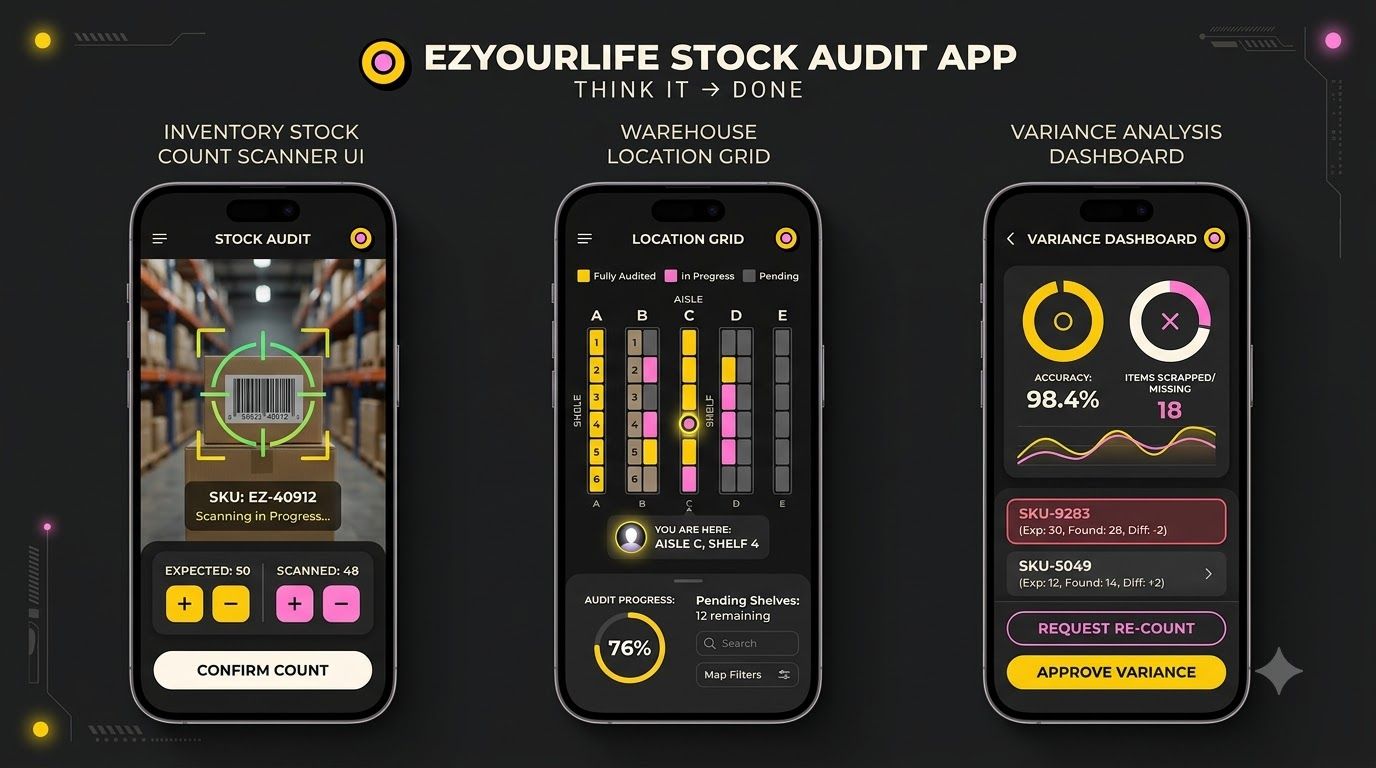 EZYOURLIFE STOCK AUDIT APP
THINK IT → DONE
INVENTORY STOCK
COUNT SCANNER UI
STOCK AUDIT
SKU: EZ-40912
Scanning in Progress...
EXPECTED: 50
SCANNED: 48
+ − + −
CONFIRM COUNT
WAREHOUSE
LOCATION GRID
LOCATION GRID
Fully Audited In Progress Pending
AISLE
A B C D E
1 1
2 2
3 3
4 4
5 5
6 6
A B C D E
YOU ARE HERE:
AISLE C, SHELF 4
AUDIT PROGRESS:
76%
Pending Shelves:
12 remaining
Search
Map Filters
VARIANCE ANALYSIS
DASHBOARD
VARIANCE DASHBOARD
ACCURACY:
98.4%
ITEMS SCRAPPED/
MISSING
18
SKU-9283
(Exp: 30, Found: 28, Diff: -2)
SKU-5049
(Exp: 12, Found: 14, Diff: +2)
REQUEST RE-COUNT
APPROVE VARIANCE